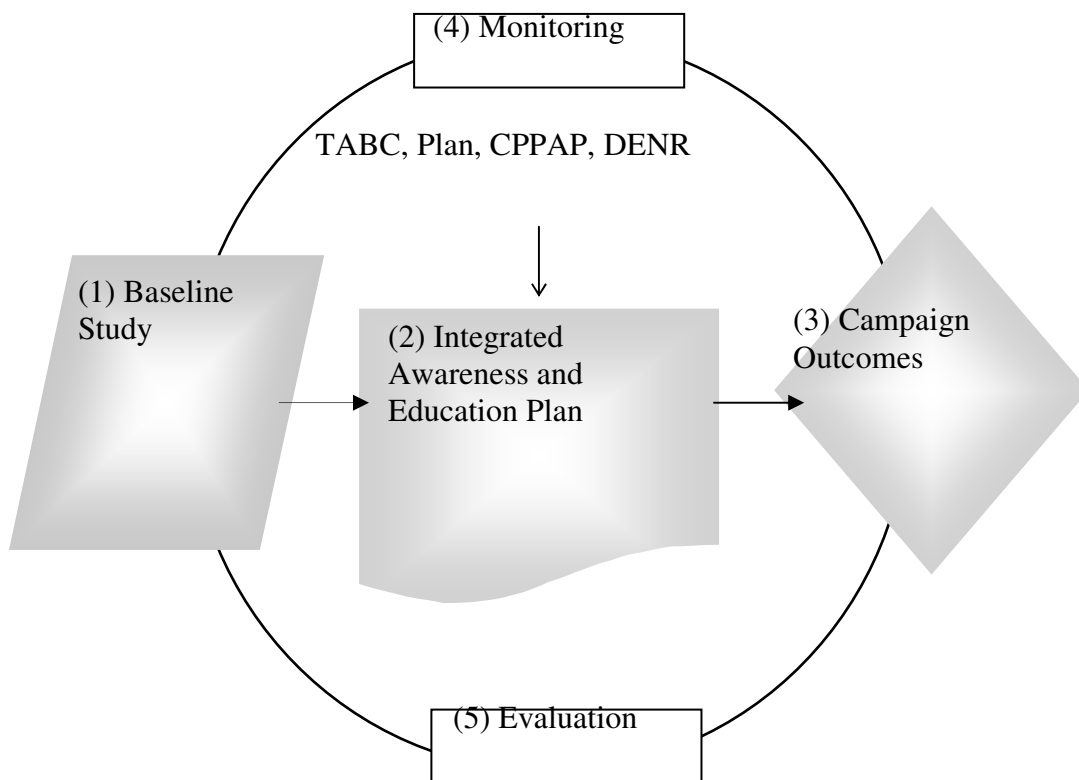 (4) Monitoring
TABC, Plan, CPPAP, DENR
(1) Baseline
Study
(2) Integrated
Awareness and
Education Plan
(3) Campaign
Outcomes
(5) Evaluation